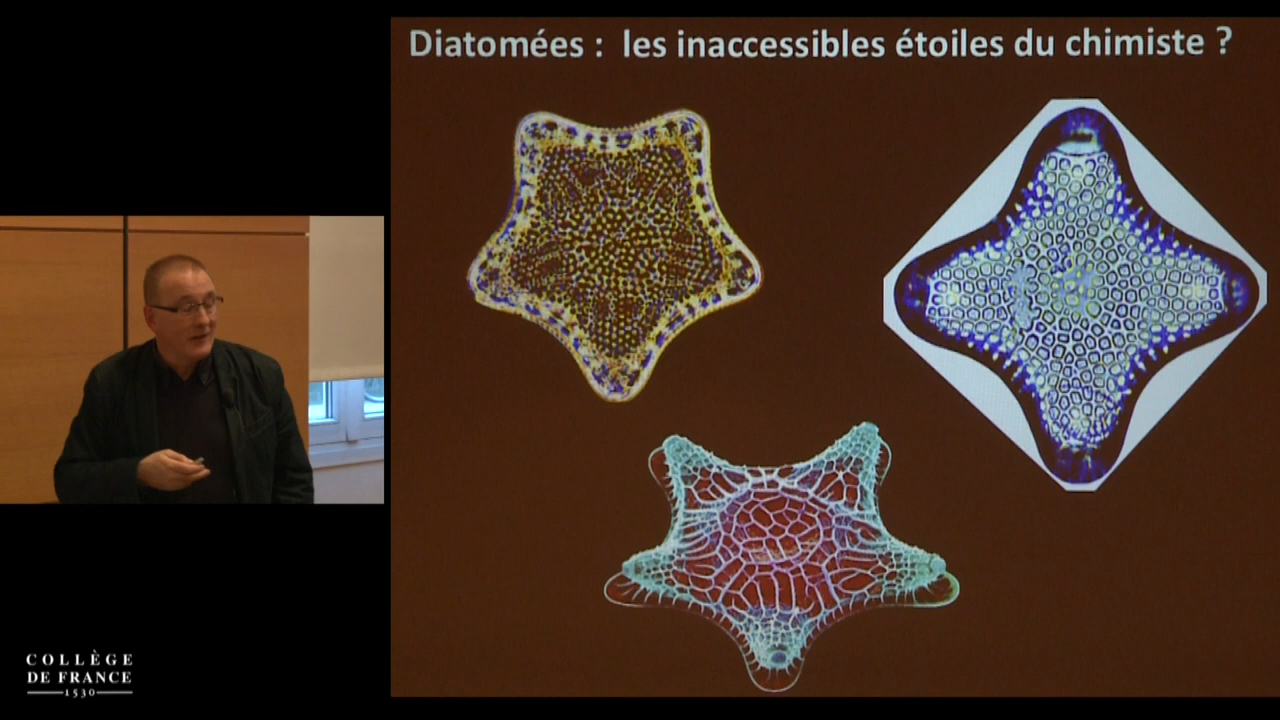 Diatomées : les inaccessibles étoiles du chimiste ?
COLLÈGE
DE FRANCE
1530